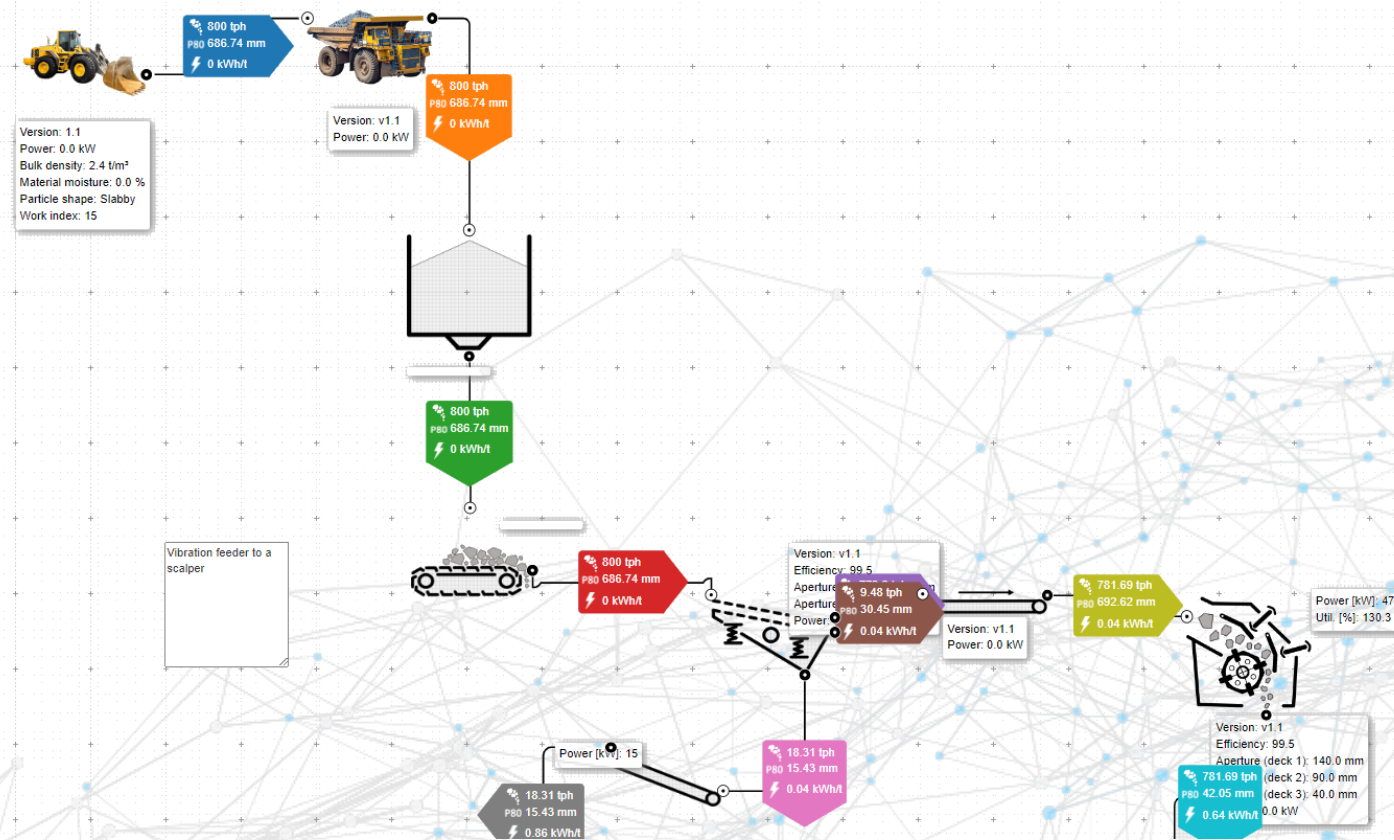 800 tph
P80 686.74 mm
0 kWh/t
Version: 1.1
Power: 0.0 kW
Bulk density: 2.4 t/m³
Material moisture: 0.0 %
Particle shape: Slabby
Work index: 15
Version: v1.1
Power: 0.0 kW
800 tph
P80 686.74 mm
0 kWh/t
800 tph
P80 686.74 mm
0 kWh/t
Vibration feeder to a
scalper
800 tph
P80 686.74 mm
0 kWh/t
Version: v1.1
Efficiency: 99.5
Aperture
Aperture
Power:
9.48 tph
P80 30.45 mm
0.04 kWh/t
Version: v1.1
Power: 0.0 kW
781.69 tph
P80 692.62 mm
0.04 kWh/t
Power [kW]: 47
Util. [%]: 130.3
Version: v1.1
Efficiency: 99.5
Aperture (deck 1): 140.0 mm
(deck 2): 90.0 mm
(deck 3): 40.0 mm
0.0 kW
781.69 tph
P80 42.05 mm
0.64 kWh/t
Power [kW]: 15
18.31 tph
P80 15.43 mm
0.04 kWh/t
18.31 tph
P80 15.43 mm
0.86 kWh/t